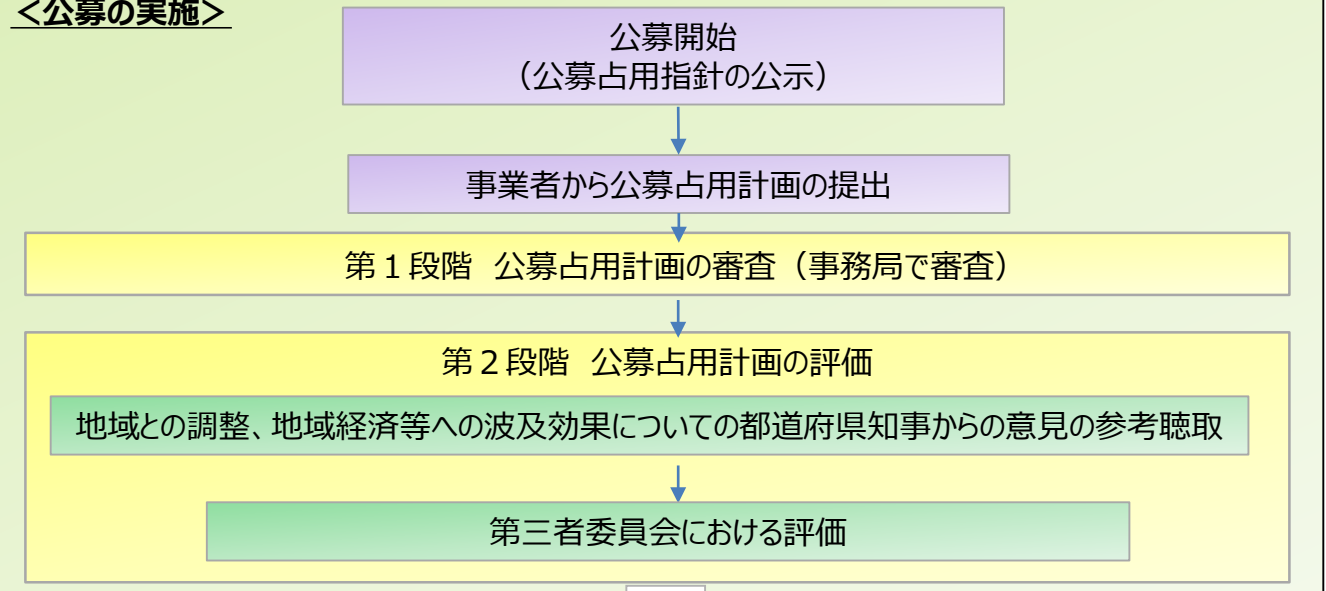 ＜公募の実施＞
公募開始
（公募占用指針の公示）
事業者から公募占用計画の提出
第１段階 公募占用計画の審査（事務局で審査）
第２段階 公募占用計画の評価
地域との調整、地域経済等への波及効果についての都道府県知事からの意見の参考聴取
第三者委員会における評価